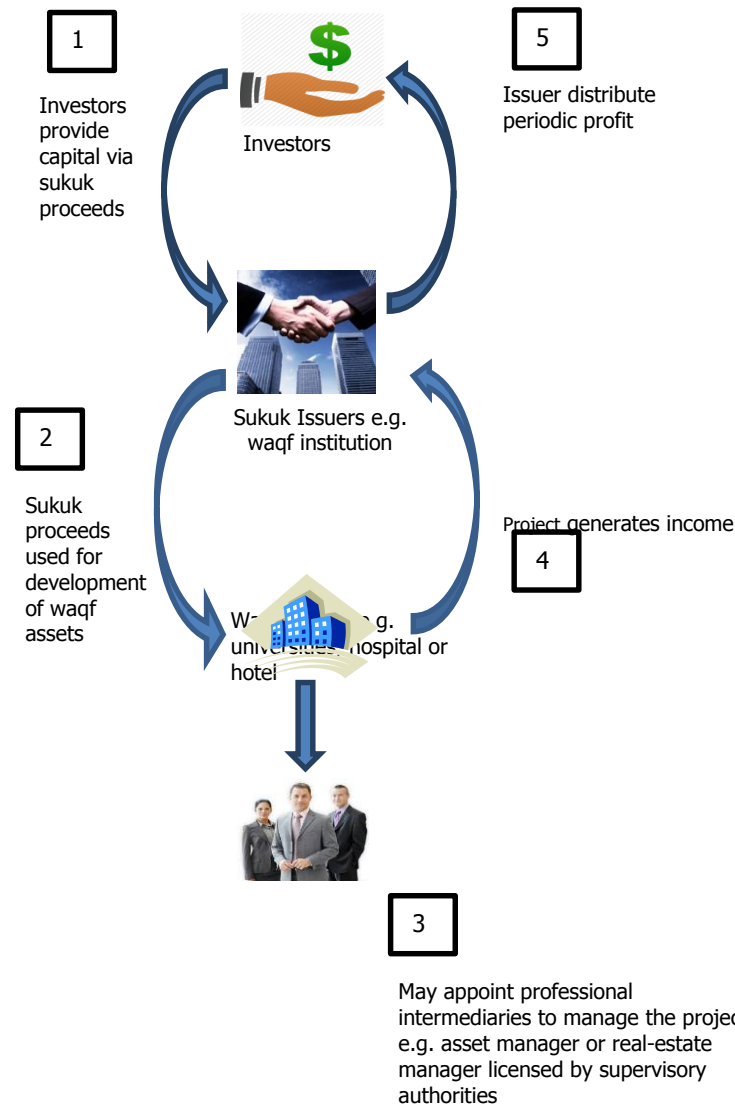 1
Investors
provide
capital via
sukuk
proceeds
$
Investors
5
Issuer distribute
periodic profit
Sukuk Issuers e.g.
waqf institution
2
Sukuk
proceeds
used for
development
of waqf
assets
Project generates income
4
g.
universities, hospital or
hotel
3
May appoint professional
intermediaries to manage the
e.g. asset manager or real-estate
manager licensed by supervisory
authorities